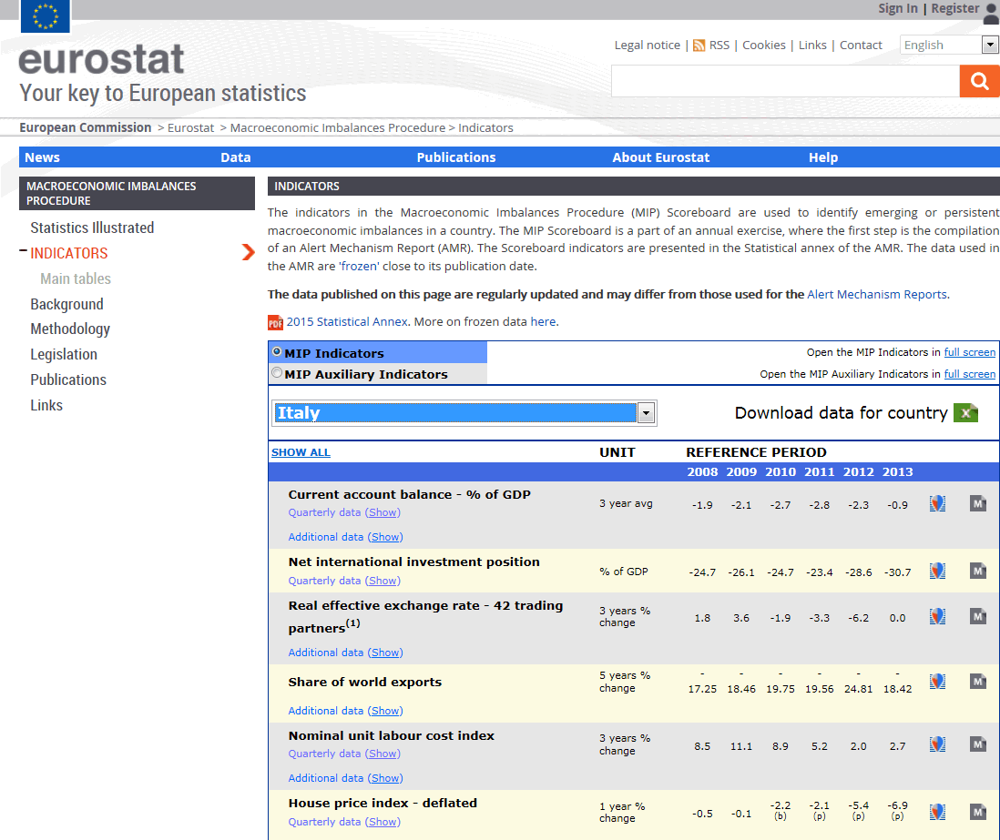 Sign In | Register
Legal notice | RSS | Cookies | Links | Contact
English
eurostat
Your key to European statistics
European Commission > Eurostat > Macroeconomic Imbalances Procedure > Indicators
News Data Publications About Eurostat Help
MACROECONOMIC IMBALANCES
PROCEDURE
Statistics Illustrated
INDICATORS
Main tables
Background
Methodology
Legislation
Publications
Links
INDICATORS
The indicators in the Macroeconomic Imbalances Procedure (MIP) Scoreboard are used to identify emerging or persistent
macroeconomic imbalances in a country. The MIP Scoreboard is a part of an annual exercise, where the first step is the compilation
of an Alert Mechanism Report (AMR). The Scoreboard indicators are presented in the Statistical annex of the AMR. The data used in
the AMR are 'frozen' close to its publication date.
The data published on this page are regularly updated and may differ from those used for the Alert Mechanism Reports.
PDF 2015 Statistical Annex. More on frozen data here.
MIP Indicators Open the MIP Indicators in full screen
MIP Auxiliary Indicators Open the MIP Auxiliary Indicators in full screen
Italy Download data for country X
SHOW ALL UNIT REFERENCE PERIOD
2008 2009 2010 2011 2012 2013
Current account balance - % of GDP
Quarterly data (Show)
Additional data (Show)
3 year avg -1.9 -2.1 -2.7 -2.8 -2.3 -0.9 M
Net international investment position
Quarterly data (Show)
% of GDP -24.7 -26.1 -24.7 -23.4 -28.6 -30.7 M
Real effective exchange rate - 42 trading
partners(1)
Additional data (Show)
3 years %
change
1.8 3.6 -1.9 -3.3 -6.2 0.0 M
Share of world exports
Additional data (Show)
5 years %
change
- - - - - -
17.25 18.46 19.75 19.56 24.81 18.42 M
Nominal unit labour cost index
Quarterly data (Show)
Additional data (Show)
3 years %
change
8.5 11.1 8.9 5.2 2.0 2.7 M
House price index - deflated
Quarterly data (Show)
1 year %
change
-0.5 -0.1 -2.2 -2.1 -5.4 -6.9 M
(b) (p) (p) (p)